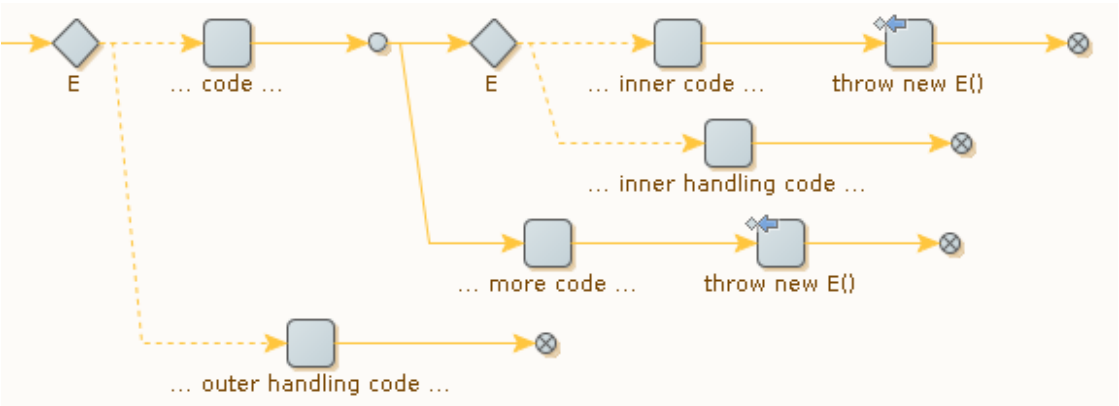 E
... code ...
E
... inner code ...
throw new E()
... inner handling code ...
... more code ...
throw new E()
... outer handling code ...